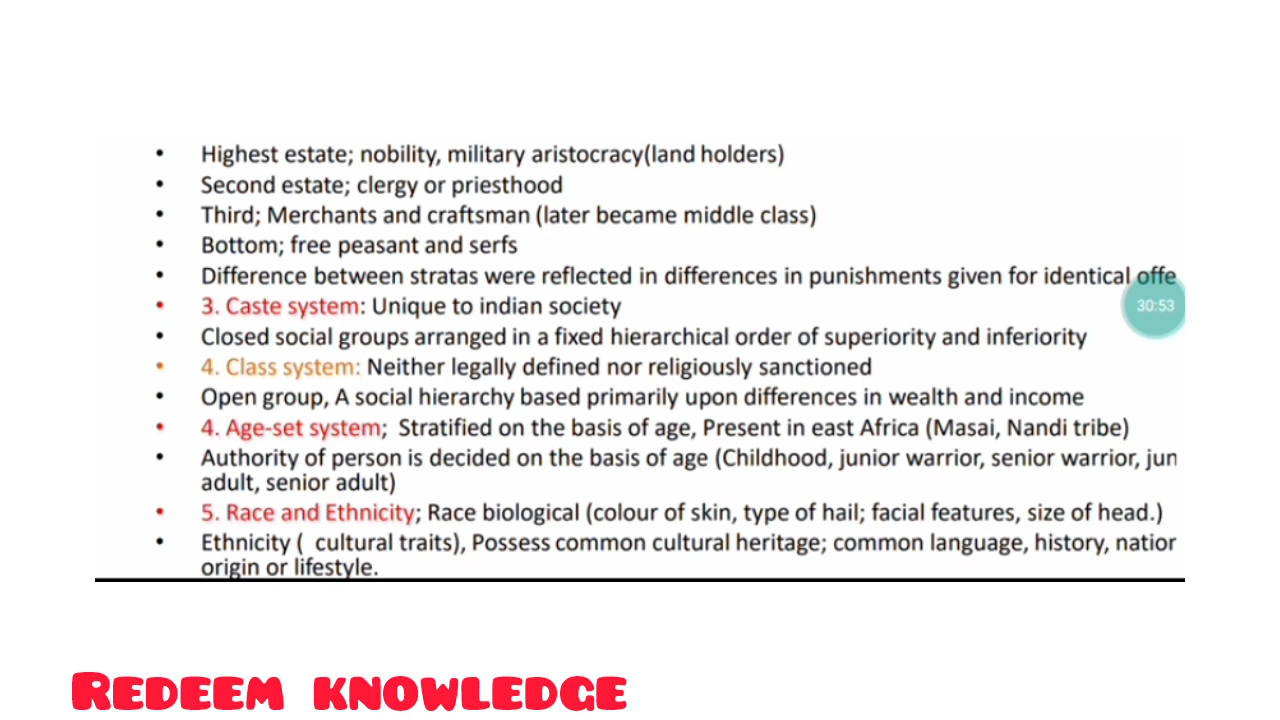 • Highest estate; nobility, military aristocracy(land holders)
• Second estate; clergy or priesthood
• Third; Merchants and craftsman (later became middle class)
• Bottom; free peasant and serfs
• Difference between stratas were reflected in differences in punishments given for identical offe
30:53
• 3. Caste system: Unique to indian society
• Closed social groups arranged in a fixed hierarchical order of superiority and inferiority
• 4. Class system: Neither legally defined nor religiously sanctioned
• Open group, A social hierarchy based primarily upon differences in wealth and income
• 4. Age-set system; Stratified on the basis of age, Present in east Africa (Masai, Nandi tribe)
• Authority of person is decided on the basis of age (Childhood, junior warrior, senior warrior, jun
adult, senior adult)
• 5. Race and Ethnicity; Race biological (colour of skin, type of hail; facial features, size of head.)
• Ethnicity ( cultural traits), Possess common cultural heritage; common language, history, nation
origin or lifestyle.
Redeem knowledge